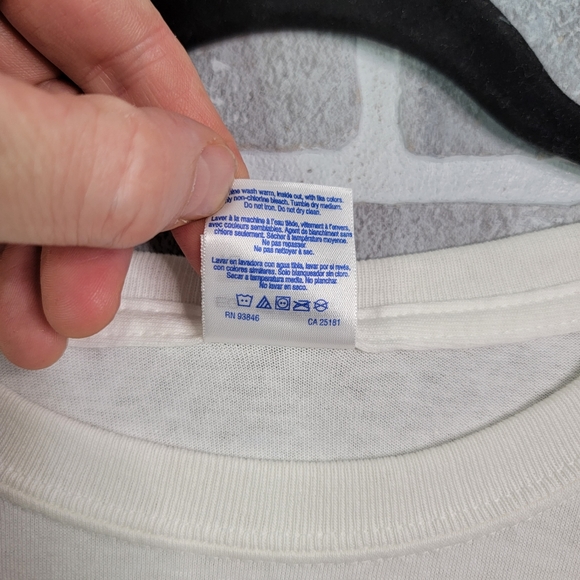 wash warm, inside out, with like colors.
non-chlorine bleach. Tumble dry medium.
Do not iron. Do not dry clean.
Laver à la machine à l'eau tiède, vêtement à l'envers,
avec couleurs semblables. Agent de blanchiment sans
chlore seulement. Sécher à température moyenne.
Ne pas repasser.
Ne pas nettoyer à sec.
Lavar en lavadora con agua tibia, lavar por el revés,
con colores similares. Solo blanqueador sin cloro.
Secar a temperatura media. No planchar.
No lavar en seco.
RN 93846 CA 25181